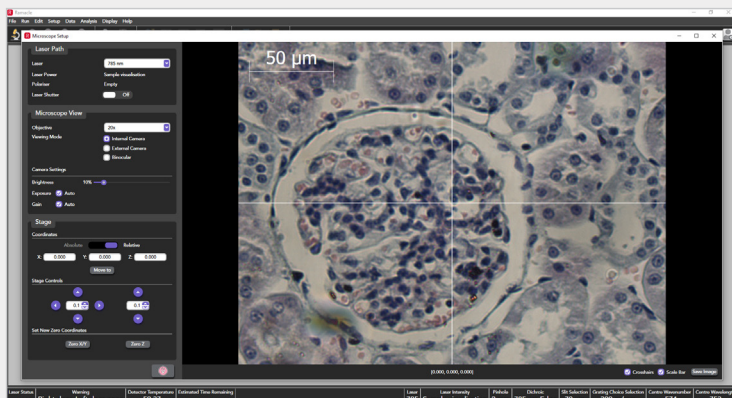 Barracle
File Run Edit Setup Data Analysis Display Help
Microscope Setup
Laser Path
Laser 785 nm
Laser Power Sample visualisation
Polariser Empty
Laser Shutter Off
Microscope View
Objective 20x
Viewing Mode Internal Camera
External Camera
Binocular
Camera Settings
Brightness 10%
Exposure Auto
Gain Auto
Stage
Coordinates
Absolute Relative
X: 0.000 Y: 0.000 Z: 0.000
Move to
Stage Controls
0.1 0.1
Set New Zero Coordinates
Zero X/Y Zero Z
50 µm
[0.000, 0.000, 0.000]
Crosshairs Scale Bar Save Image
Laser Status Warning Detector Temperature Estimated Time Remaining Laser Laser Intensity Pinhole Dichroic Slit Selection Grating Choice Selection Centre Wavenumber Centre Wavelength